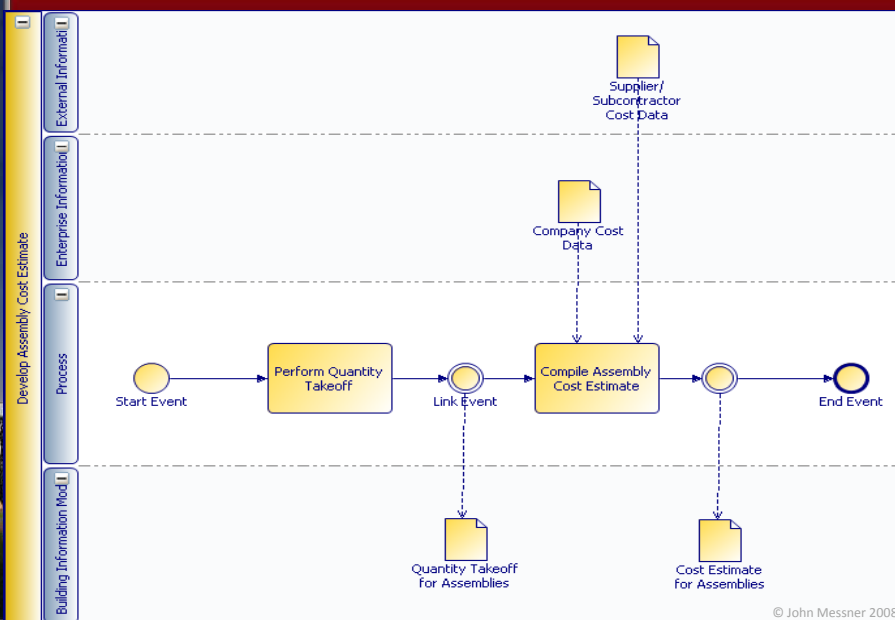 Develop Assembly Cost Estimate
External Informati
Supplier/
Subcontractor
Cost Data
Enterprise Information
Company Cost
Data
Process
Start Event
Perform Quantity
Takeoff
Link Event
Compile Assembly
Cost Estimate
End Event
Building Information Mod
Quantity Takeoff
for Assemblies
Cost Estimate
for Assemblies
© John Messner 2008